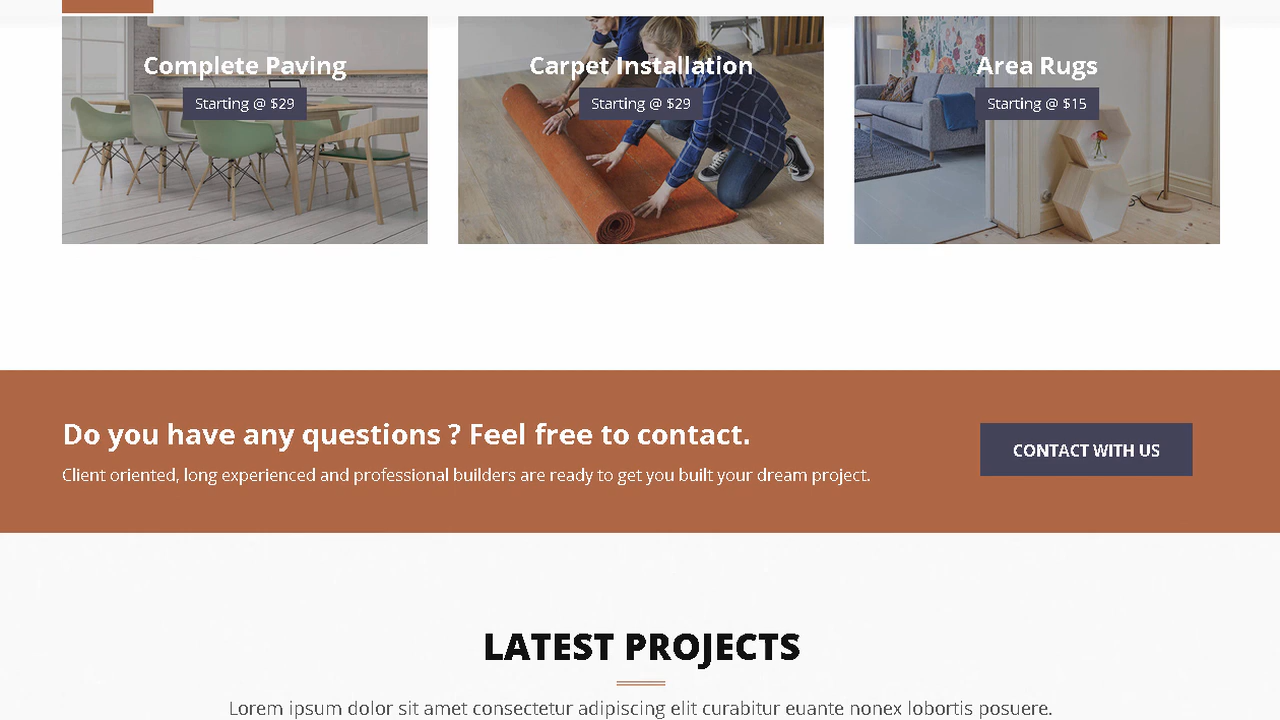 Complete Paving
Starting @ $29
Carpet Installation
Starting @ $29
Area Rugs
Starting @ $15
Do you have any questions ? Feel free to contact.
Client oriented, long experienced and professional builders are ready to get you built your dream project.
CONTACT WITH US
LATEST PROJECTS
Lorem ipsum dolor sit amet consectetur adipiscing elit curabitur euante nonex lobortis posuere.